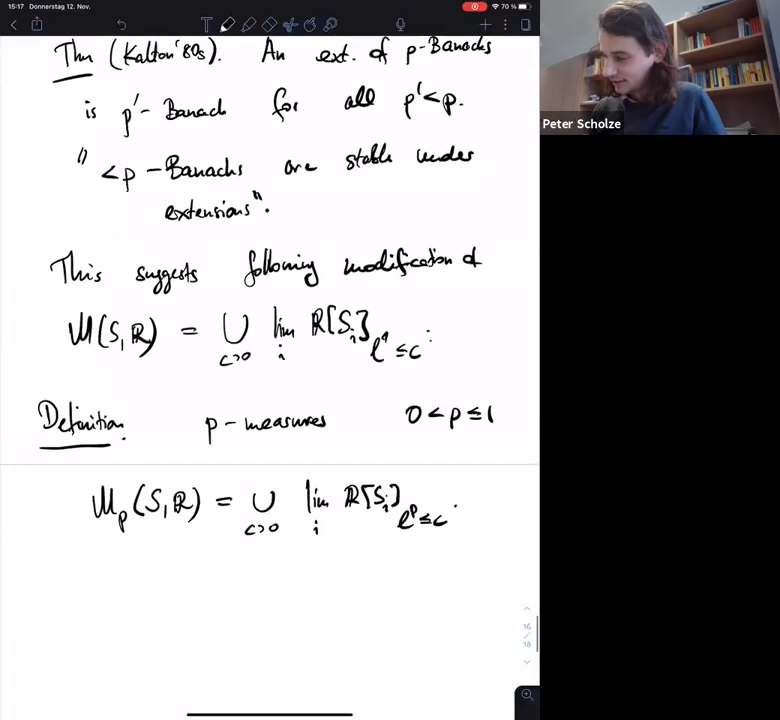 15:17 Donnerstag 12. Nov.
70 %
Thm (Kalton '80s). An ext. of p-Banachs
is p'-Banach for all p'<p.
"<p-Banachs are stable under
extensions".
This suggests following modification of
M(S,ℝ) = ∪_{c>0} lim_i ℝ[S_i]_{ℓ^1≤c}:
Definition. p-measures 0<p≤1
M_p(S,ℝ) = ∪_{c>0} lim_i ℝ[S_i]_{ℓ^p≤c}.
Peter Scholze
16
/
18